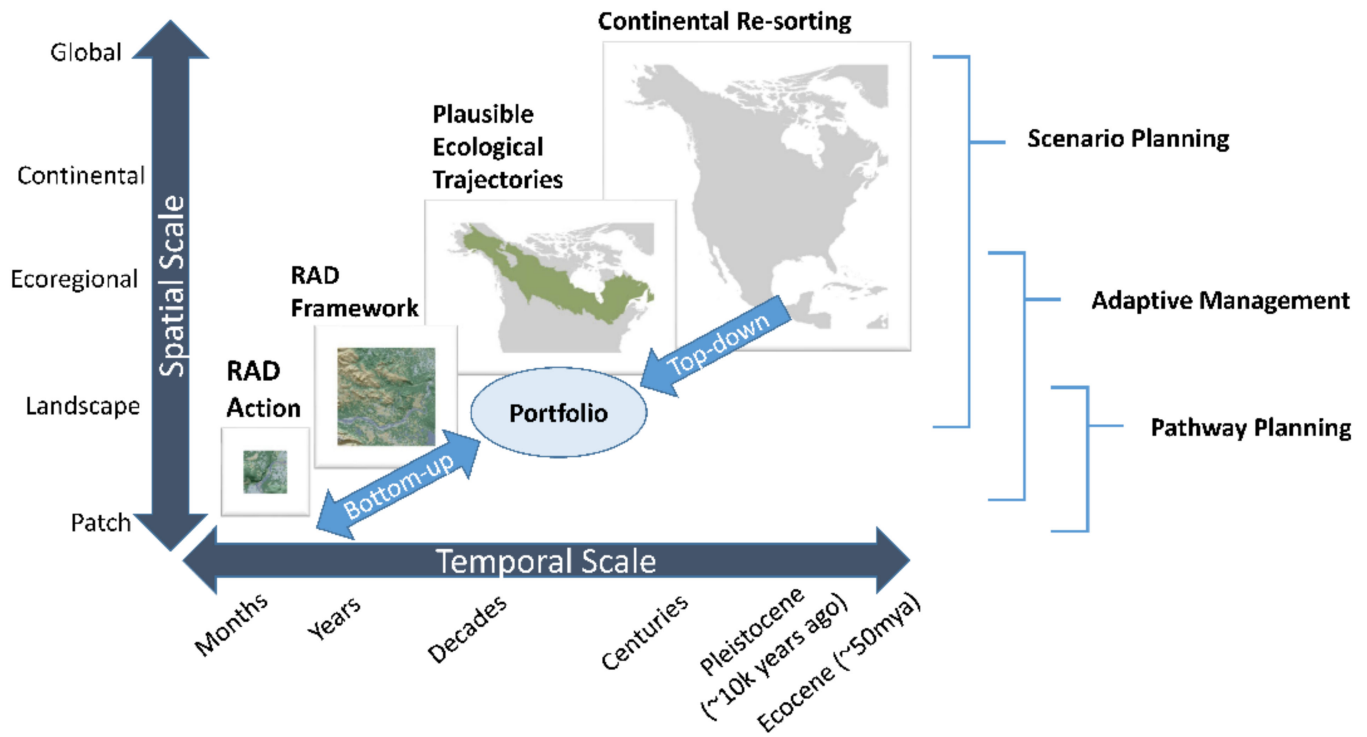 Continental Re-sorting
Global
Plausible
Ecological
Trajectories
Scenario Planning
Continental
Spatial Scale
Ecoregional
RAD
Framework
Adaptive Management
Top-down
RAD
Action
Landscape
Portfolio
Pathway Planning
Bottom-up
Patch
Temporal Scale
Months
Years
Decades
Centuries
Pleistocene
(~10k years ago)
Ecocene (~50mya)